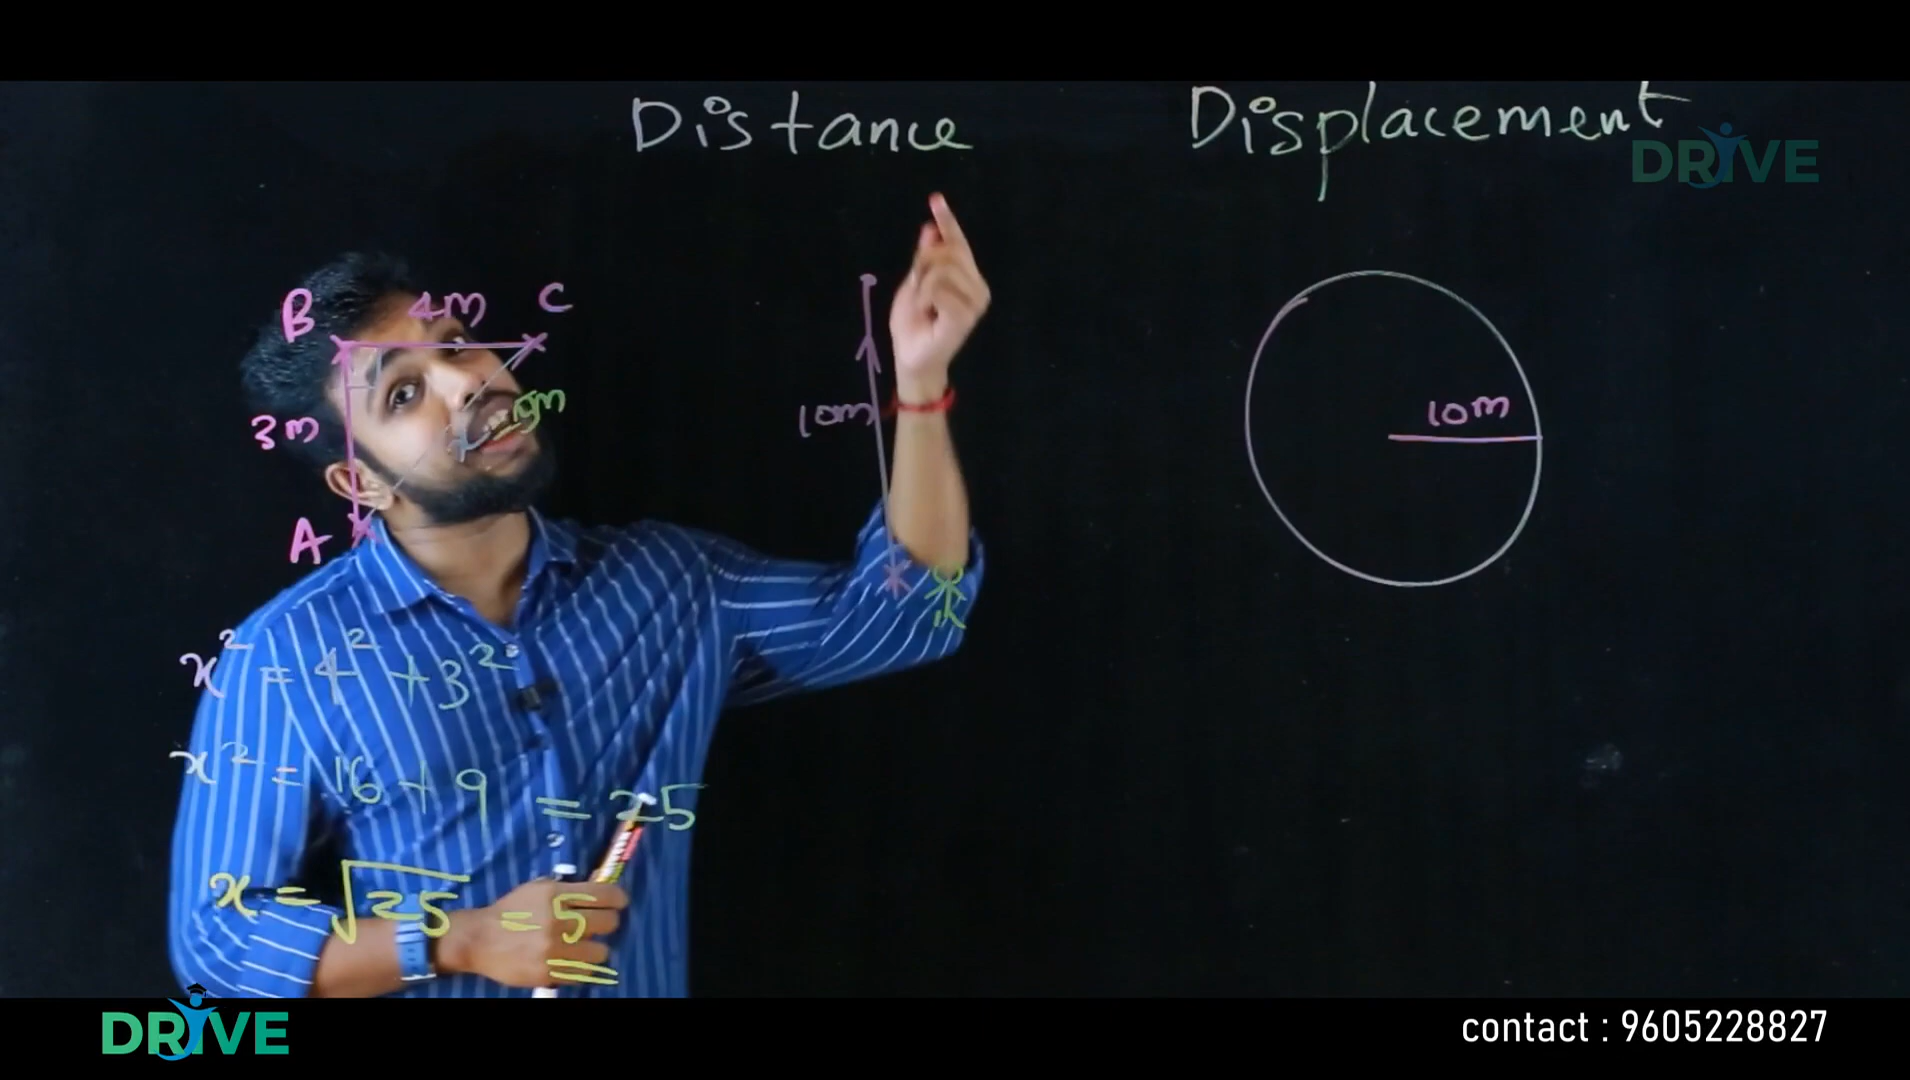 Distance
Displacement
DRIVE
B
4m
C
3m
x
5m
A
10m
10m
x² = 4² + 3²
x² = 16 + 9 = 25
x = √25 = 5
DRIVE
contact : 9605228827